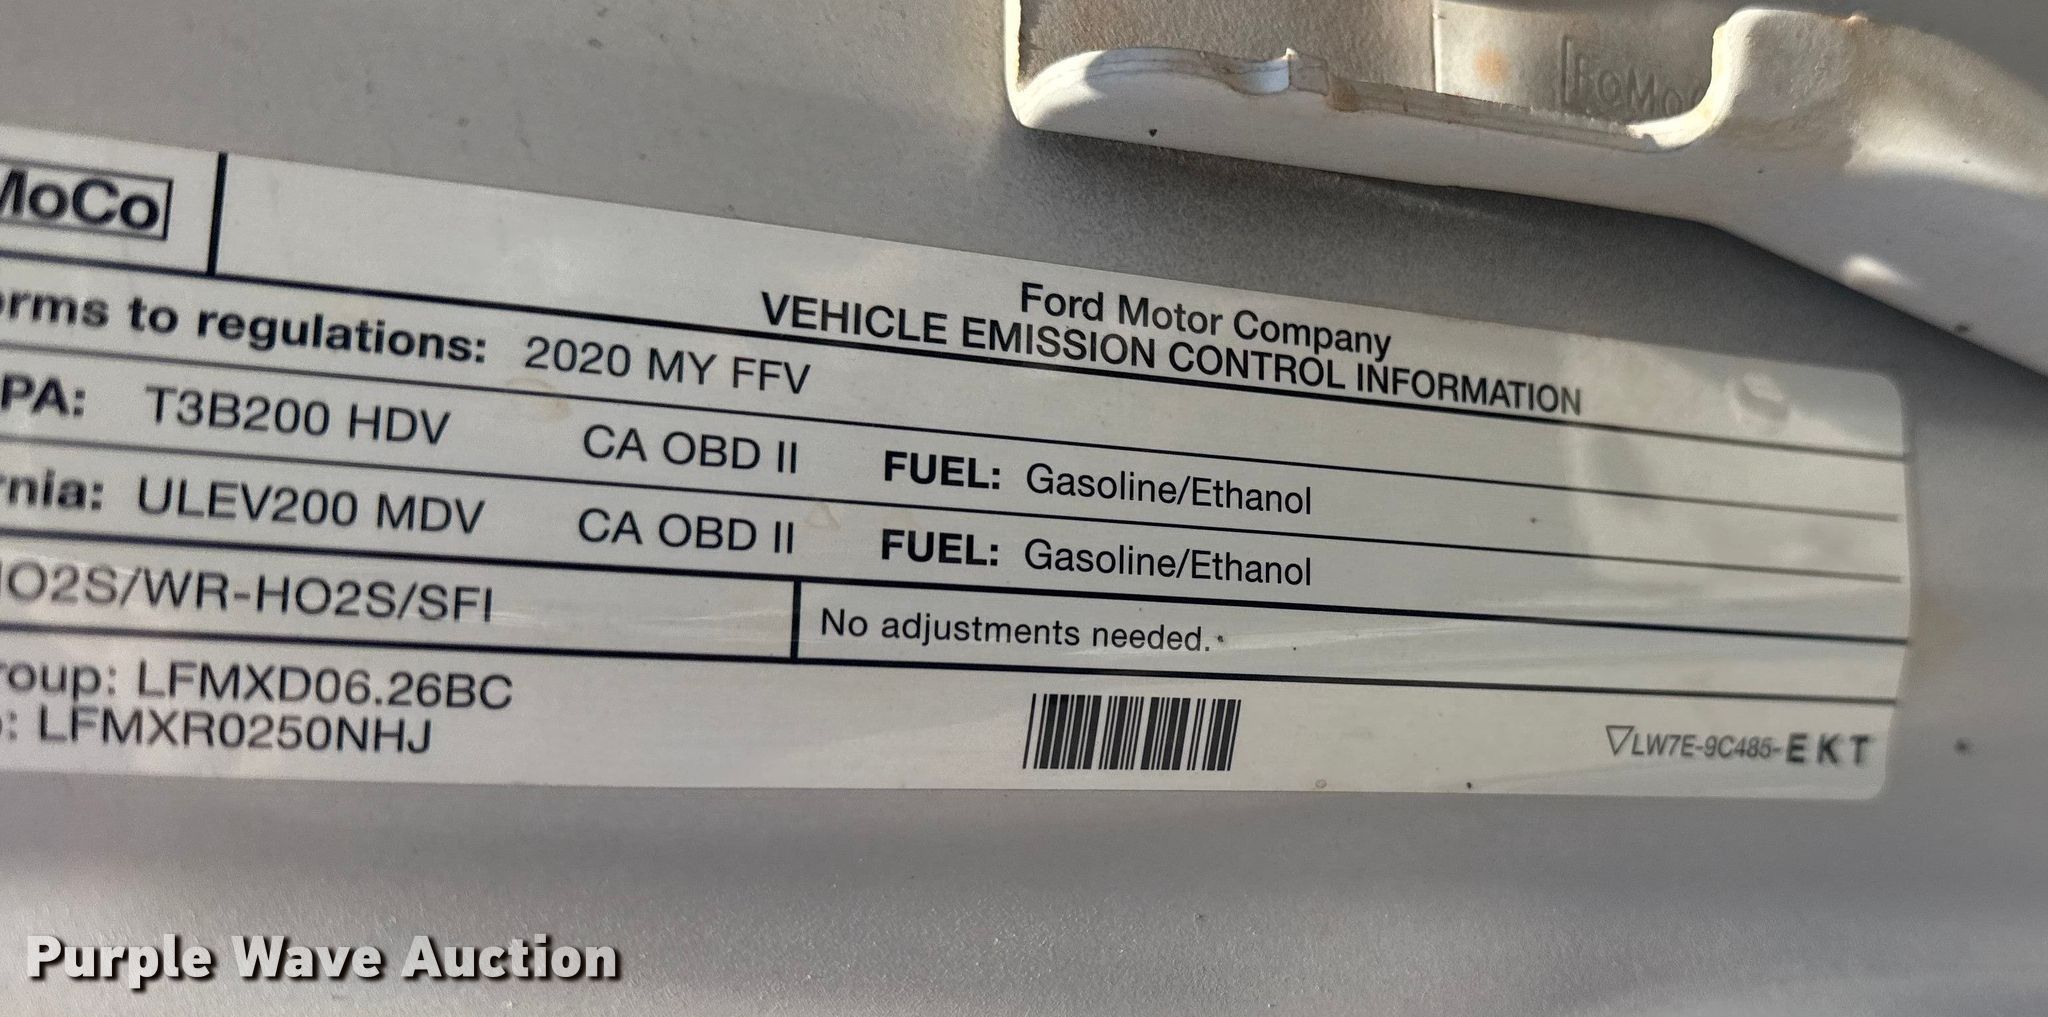 FoMo
MoCo
Ford Motor Company
VEHICLE EMISSION CONTROL INFORMATION
orms to regulations: 2020 MY FFV
PA: T3B200 HDV CA OBD II FUEL: Gasoline/Ethanol
rnia: ULEV200 MDV CA OBD II FUEL: Gasoline/Ethanol
HO2S/WR-HO2S/SFI No adjustments needed.
roup: LFMXD06.26BC
: LFMXR0250NHJ
▽LW7E-9C485-EKT
Purple Wave Auction